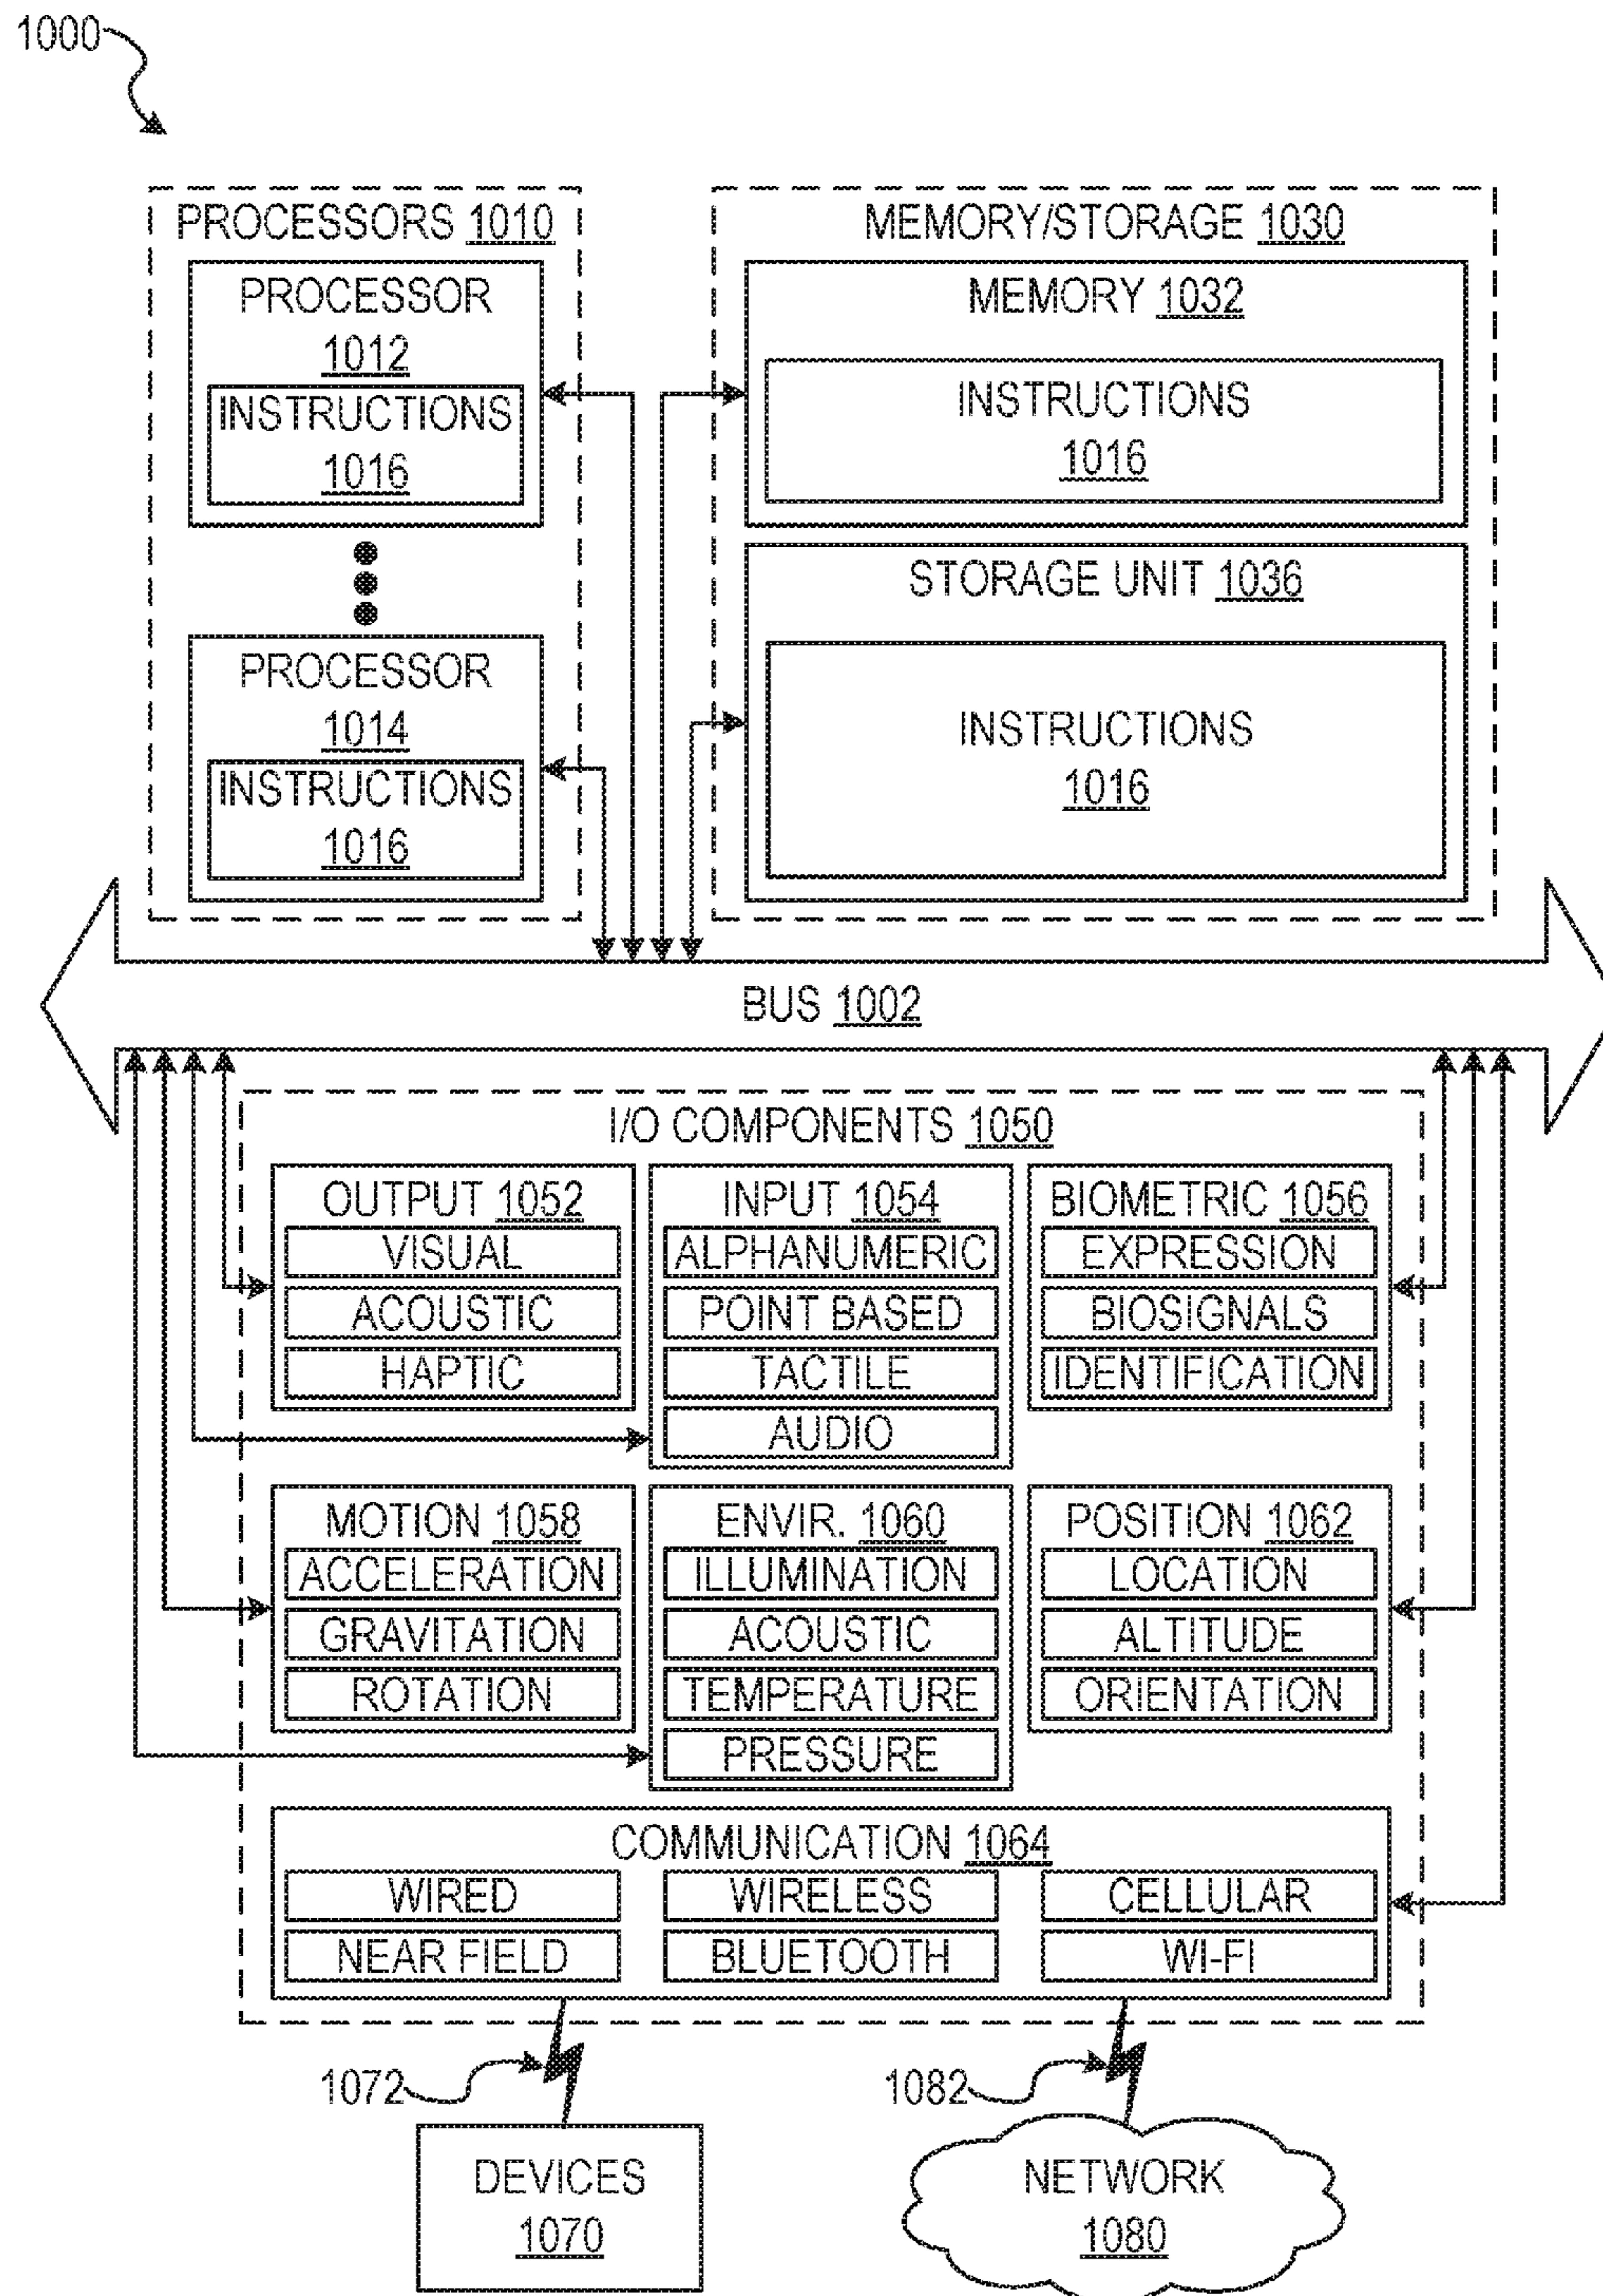 1000
PROCESSORS 1010
PROCESSOR
1012
INSTRUCTIONS
1016
PROCESSOR
1014
INSTRUCTIONS
1016
MEMORY/STORAGE 1030
MEMORY 1032
INSTRUCTIONS
1016
STORAGE UNIT 1036
INSTRUCTIONS
1016
BUS 1002
I/O COMPONENTS 1050
OUTPUT 1052
VISUAL
ACOUSTIC
HAPTIC
INPUT 1054
ALPHANUMERIC
POINT BASED
TACTILE
AUDIO
BIOMETRIC 1056
EXPRESSION
BIOSIGNALS
IDENTIFICATION
MOTION 1058
ACCELERATION
GRAVITATION
ROTATION
ENVIR. 1060
ILLUMINATION
ACOUSTIC
TEMPERATURE
PRESSURE
POSITION 1062
LOCATION
ALTITUDE
ORIENTATION
COMMUNICATION 1064
WIRED
WIRELESS
CELLULAR
NEAR FIELD
BLUETOOTH
WI-FI
1072
1082
DEVICES
1070
NETWORK
1080